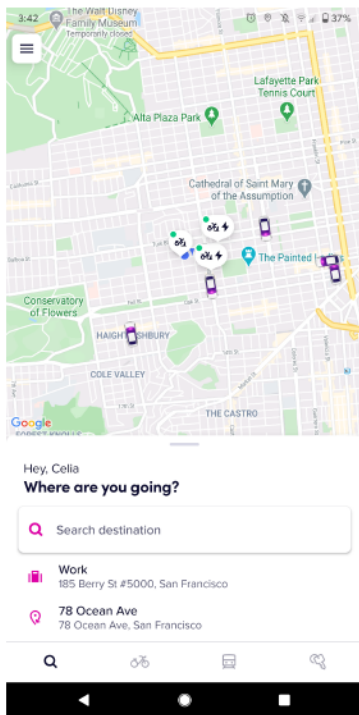 3:42
37%
The Walt Disney
Family Museum
Temporarily closed
Lafayette Park
Tennis Court
Alta Plaza Park
Cathedral of Saint Mary
of the Assumption
The Painted
Conservatory
of Flowers
COLE VALLEY
THE CASTRO
Google
FOREST KNOLLS
Hey, Celia
Where are you going?
Search destination
Work
185 Berry St #5000, San Francisco
78 Ocean Ave
78 Ocean Ave, San Francisco